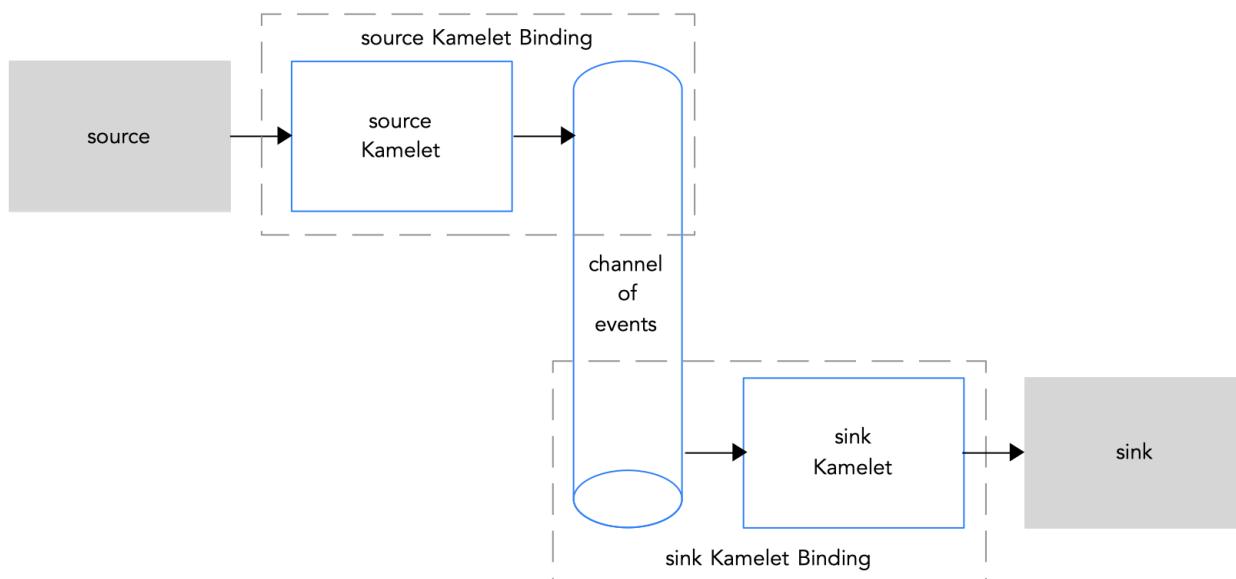 source Kamelet Binding
source
source
Kamelet
channel
of
events
sink
Kamelet
sink
sink Kamelet Binding